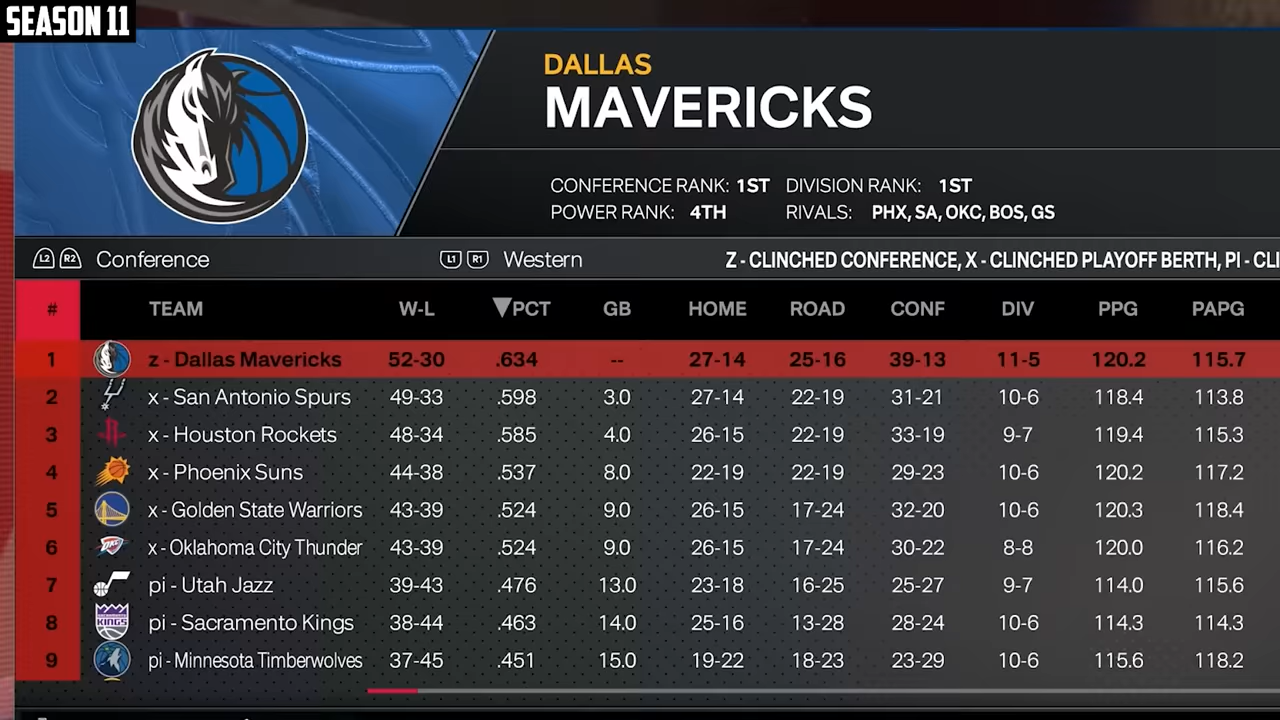 SEASON 11
DALLAS
MAVERICKS
CONFERENCE RANK: 1ST DIVISION RANK: 1ST
POWER RANK: 4TH RIVALS: PHX, SA, OKC, BOS, GS
L2 R2 Conference L1 R1 Western Z - CLINCHED CONFERENCE, X - CLINCHED PLAYOFF BERTH, PI - CLI
# TEAM W-L PCT GB HOME ROAD CONF DIV PPG PAPG
1 z - Dallas Mavericks 52-30 .634 -- 27-14 25-16 39-13 11-5 120.2 115.7
2 x - San Antonio Spurs 49-33 .598 3.0 27-14 22-19 31-21 10-6 118.4 113.8
3 x - Houston Rockets 48-34 .585 4.0 26-15 22-19 33-19 9-7 119.4 115.3
4 x - Phoenix Suns 44-38 .537 8.0 22-19 22-19 29-23 10-6 120.2 117.2
5 x - Golden State Warriors 43-39 .524 9.0 26-15 17-24 32-20 10-6 120.3 118.4
6 x - Oklahoma City Thunder 43-39 .524 9.0 26-15 17-24 30-22 8-8 120.0 116.2
7 pi - Utah Jazz 39-43 .476 13.0 23-18 16-25 25-27 9-7 114.0 115.6
8 KINGS pi - Sacramento Kings 38-44 .463 14.0 25-16 13-28 28-24 10-6 114.3 114.3
9 pi - Minnesota Timberwolves 37-45 .451 15.0 19-22 18-23 23-29 10-6 115.6 118.2